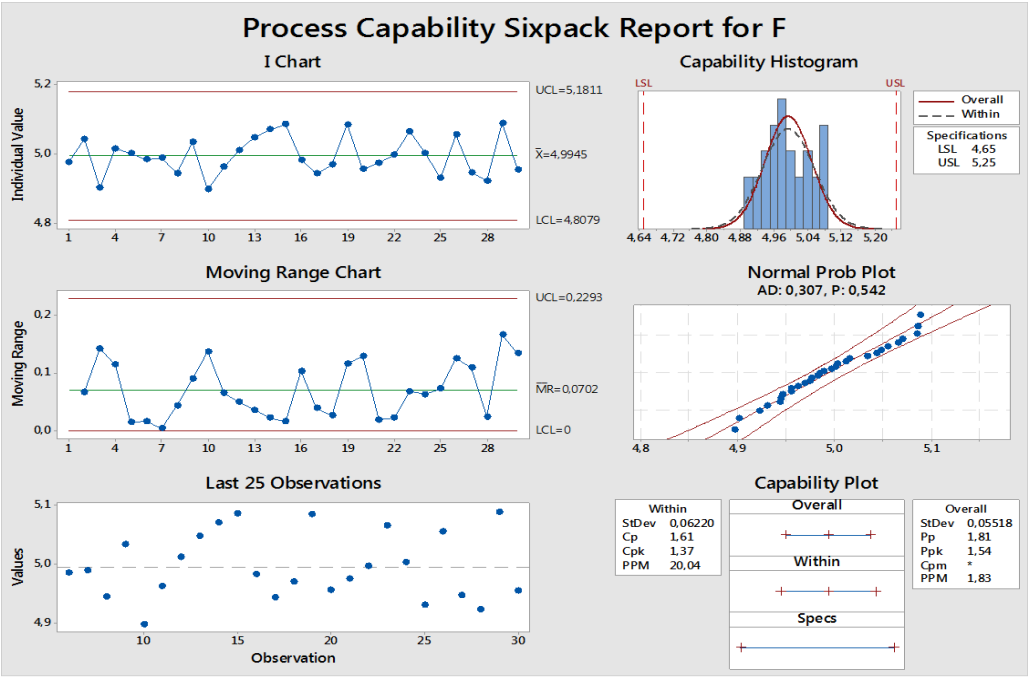 Process Capability Sixpack Report for F
I Chart
Individual Value
5,2
5,0
4,8
1 4 7 10 13 16 19 22 25 28
UCL=5,1811
X̄=4,9945
LCL=4,8079
Capability Histogram
LSL USL
4,64 4,72 4,80 4,88 4,96 5,04 5,12 5,20
Overall
Within
Specifications
LSL 4,65
USL 5,25
Moving Range Chart
Moving Range
0,2
0,1
0,0
1 4 7 10 13 16 19 22 25 28
UCL=0,2293
M̄R̄=0,0702
LCL=0
Normal Prob Plot
AD: 0,307, P: 0,542
4,8 4,9 5,0 5,1
Last 25 Observations
Values
5,1
5,0
4,9
10 15 20 25 30
Observation
Capability Plot
Within
StDev 0,06220
Cp 1,61
Cpk 1,37
PPM 20,04
Overall
Within
Specs
Overall
StDev 0,05518
Pp 1,81
Ppk 1,54
Cpm *
PPM 1,83